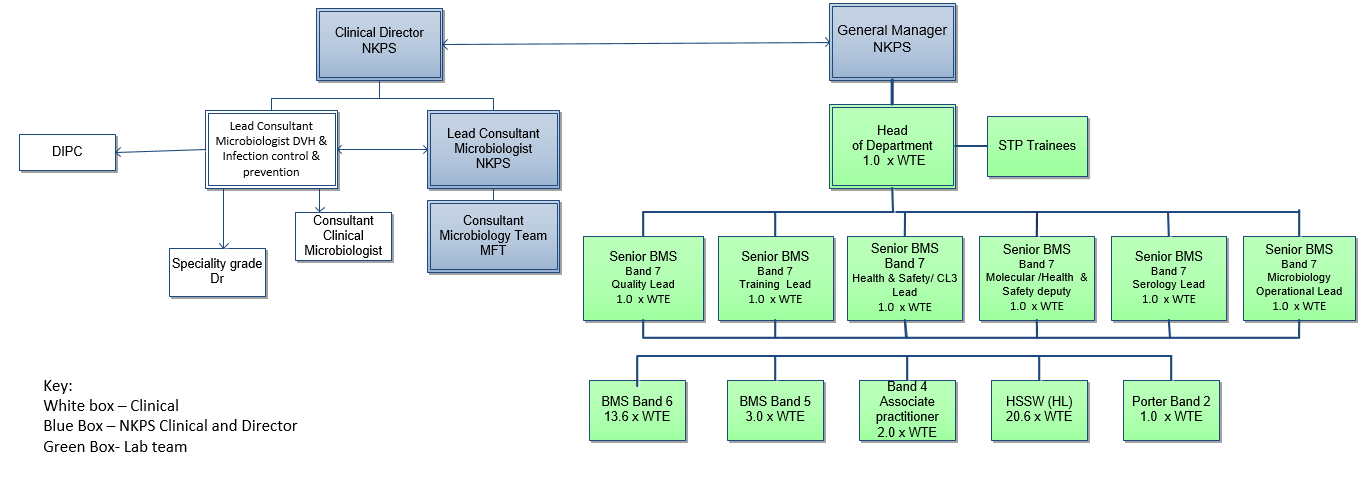 Clinical Director
NKPS
General Manager
NKPS
Lead Consultant
Microbiologist DVH &
Infection control &
prevention
Lead Consultant
Microbiologist
NKPS
Head
of Department
1.0 x WTE
STP Trainees
DIPC
Consultant
Clinical
Microbiologist
Consultant
Microbiology Team
MFT
Speciality grade
Dr
Senior BMS
Band 7
Quality Lead
1.0 x WTE
Senior BMS
Band 7
Training Lead
1.0 x WTE
Senior BMS
Band 7
Health & Safety/ CL3
Lead
1.0 x WTE
Senior BMS
Band 7
Molecular /Health &
Safety deputy
1.0 x WTE
Senior BMS
Band 7
Serology Lead
1.0 x WTE
Senior BMS
Band 7
Microbiology
Operational Lead
1.0 x WTE
BMS Band 6
13.6 x WTE
BMS Band 5
3.0 x WTE
Band 4
Associate
practitioner
2.0 x WTE
HSSW (HL)
20.6 x WTE
Porter Band 2
1.0 x WTE
Key:
White box – Clinical
Blue Box – NKPS Clinical and Director
Green Box- Lab team